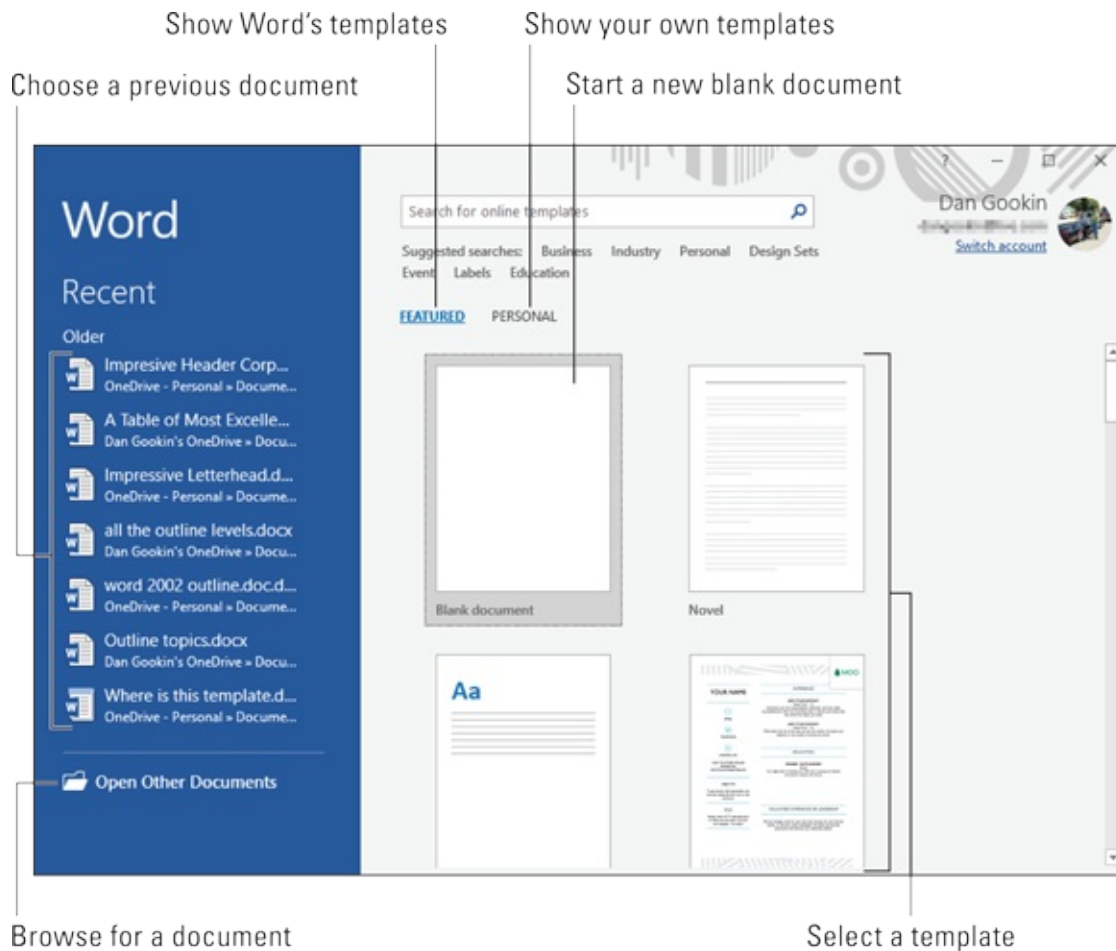 Show Word's templates
Show your own templates
Choose a previous document
Start a new blank document
?
Word
Search for online templates
Dan Gookin
Switch account
Suggested searches: Business Industry Personal Design Sets
Event Labels Education
Recent
FEATURED PERSONAL
Older
Impresive Header Corp...
OneDrive - Personal » Docume...
A Table of Most Excelle...
Dan Gookin's OneDrive » Docu...
Impressive Letterhead.d...
OneDrive - Personal » Docume...
all the outline levels.docx
Dan Gookin's OneDrive » Docu...
word 2002 outline.doc.d...
OneDrive - Personal » Docume...
Outline topics.docx
Dan Gookin's OneDrive » Docu...
Where is this template.d...
OneDrive - Personal » Docume...
Open Other Documents
Blank document
Novel
Aa
MOO
YOUR NAME
Browse for a document
Select a template